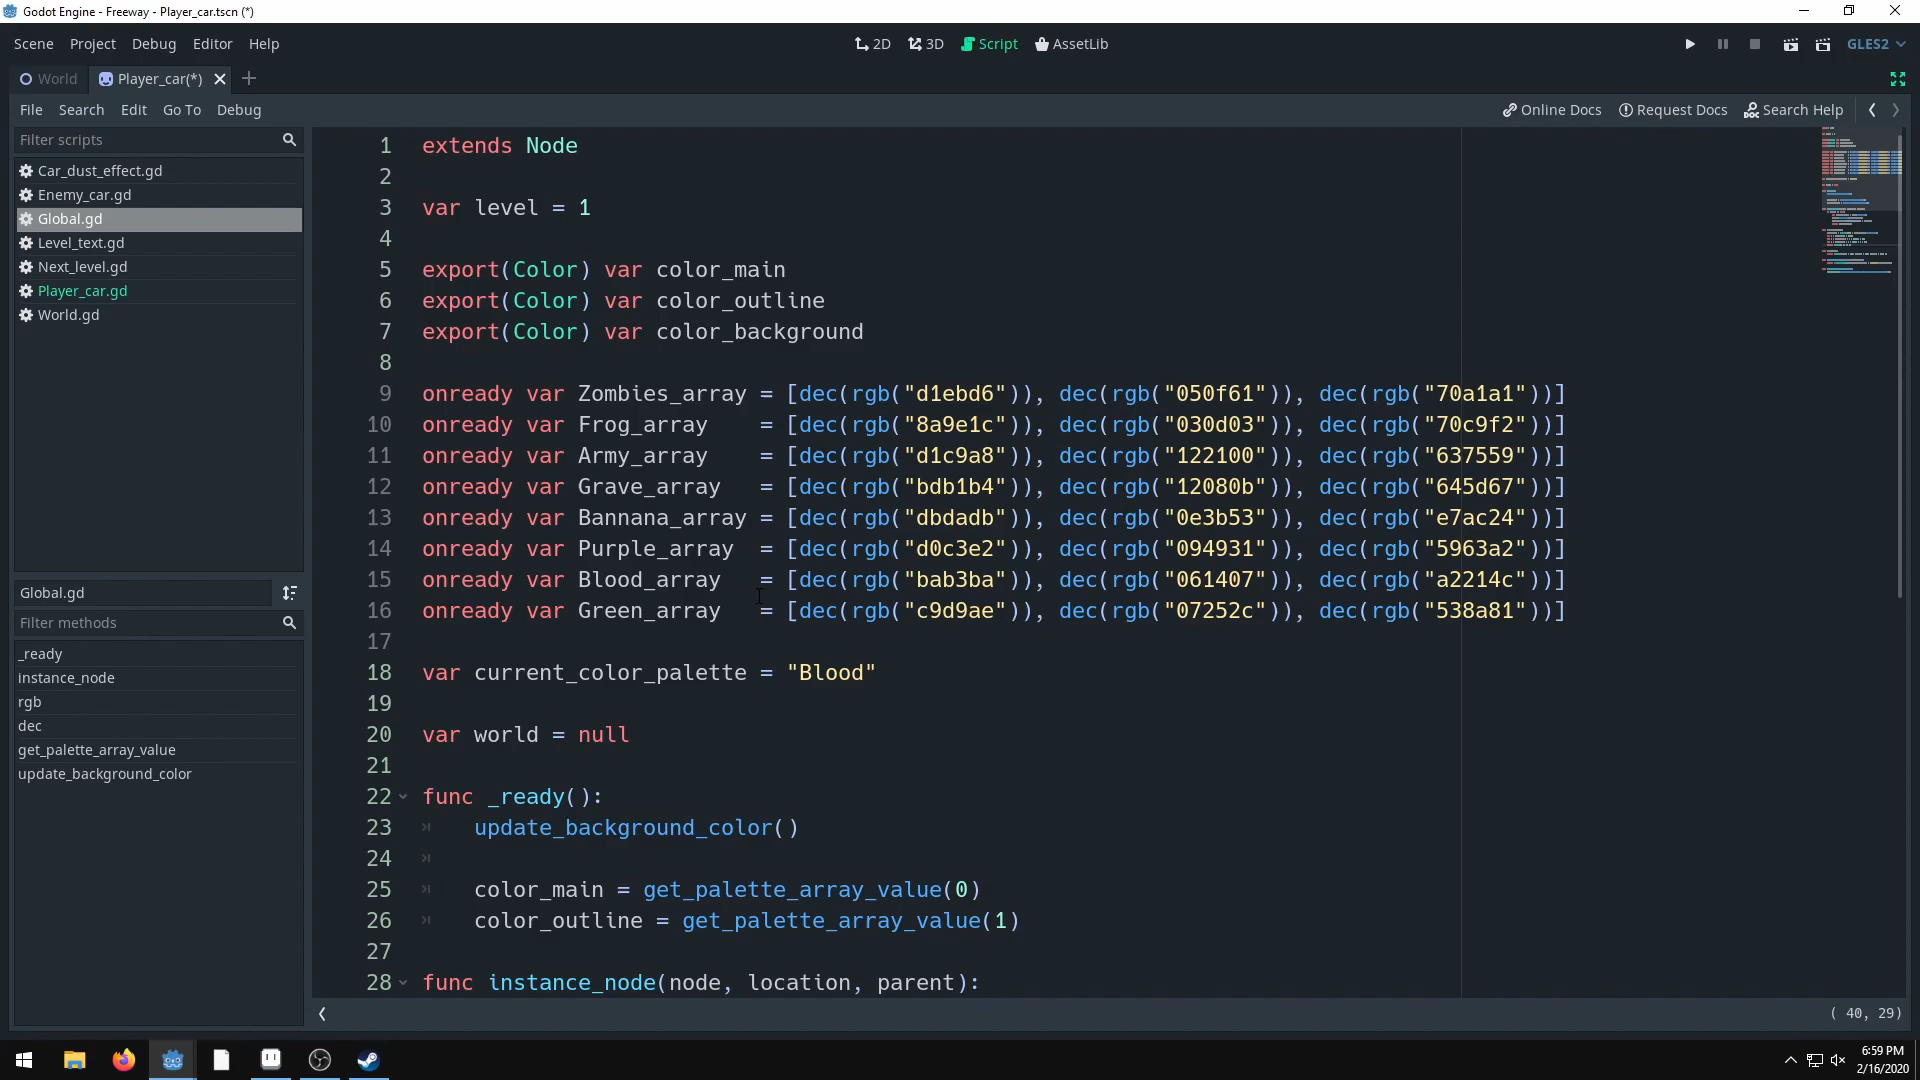 Godot Engine - Freeway - Player_car.tscn (*)
Scene Project Debug Editor Help
2D 3D Script AssetLib
GLES2
World Player_car(*)
File Search Edit Go To Debug
Online Docs Request Docs Search Help
Filter scripts
Car_dust_effect.gd
Enemy_car.gd
Global.gd
Level_text.gd
Next_level.gd
Player_car.gd
World.gd
Global.gd
Filter methods
_ready
instance_node
rgb
dec
get_palette_array_value
update_background_color
1 extends Node
2
3 var level = 1
4
5 export(Color) var color_main
6 export(Color) var color_outline
7 export(Color) var color_background
8
9 onready var Zombies_array = [dec(rgb("d1ebd6")), dec(rgb("050f61")), dec(rgb("70a1a1"))]
10 onready var Frog_array    = [dec(rgb("8a9e1c")), dec(rgb("030d03")), dec(rgb("70c9f2"))]
11 onready var Army_array    = [dec(rgb("d1c9a8")), dec(rgb("122100")), dec(rgb("637559"))]
12 onready var Grave_array   = [dec(rgb("bdb1b4")), dec(rgb("12080b")), dec(rgb("645d67"))]
13 onready var Bannana_array = [dec(rgb("dbdadb")), dec(rgb("0e3b53")), dec(rgb("e7ac24"))]
14 onready var Purple_array  = [dec(rgb("d0c3e2")), dec(rgb("094931")), dec(rgb("5963a2"))]
15 onready var Blood_array   = [dec(rgb("bab3ba")), dec(rgb("061407")), dec(rgb("a2214c"))]
16 onready var Green_array   = [dec(rgb("c9d9ae")), dec(rgb("07252c")), dec(rgb("538a81"))]
17
18 var current_color_palette = "Blood"
19
20 var world = null
21
22 func _ready():
23 update_background_color()
24
25 color_main = get_palette_array_value(0)
26 color_outline = get_palette_array_value(1)
27
28 func instance_node(node, location, parent):
( 40, 29)
6:59 PM
2/16/2020